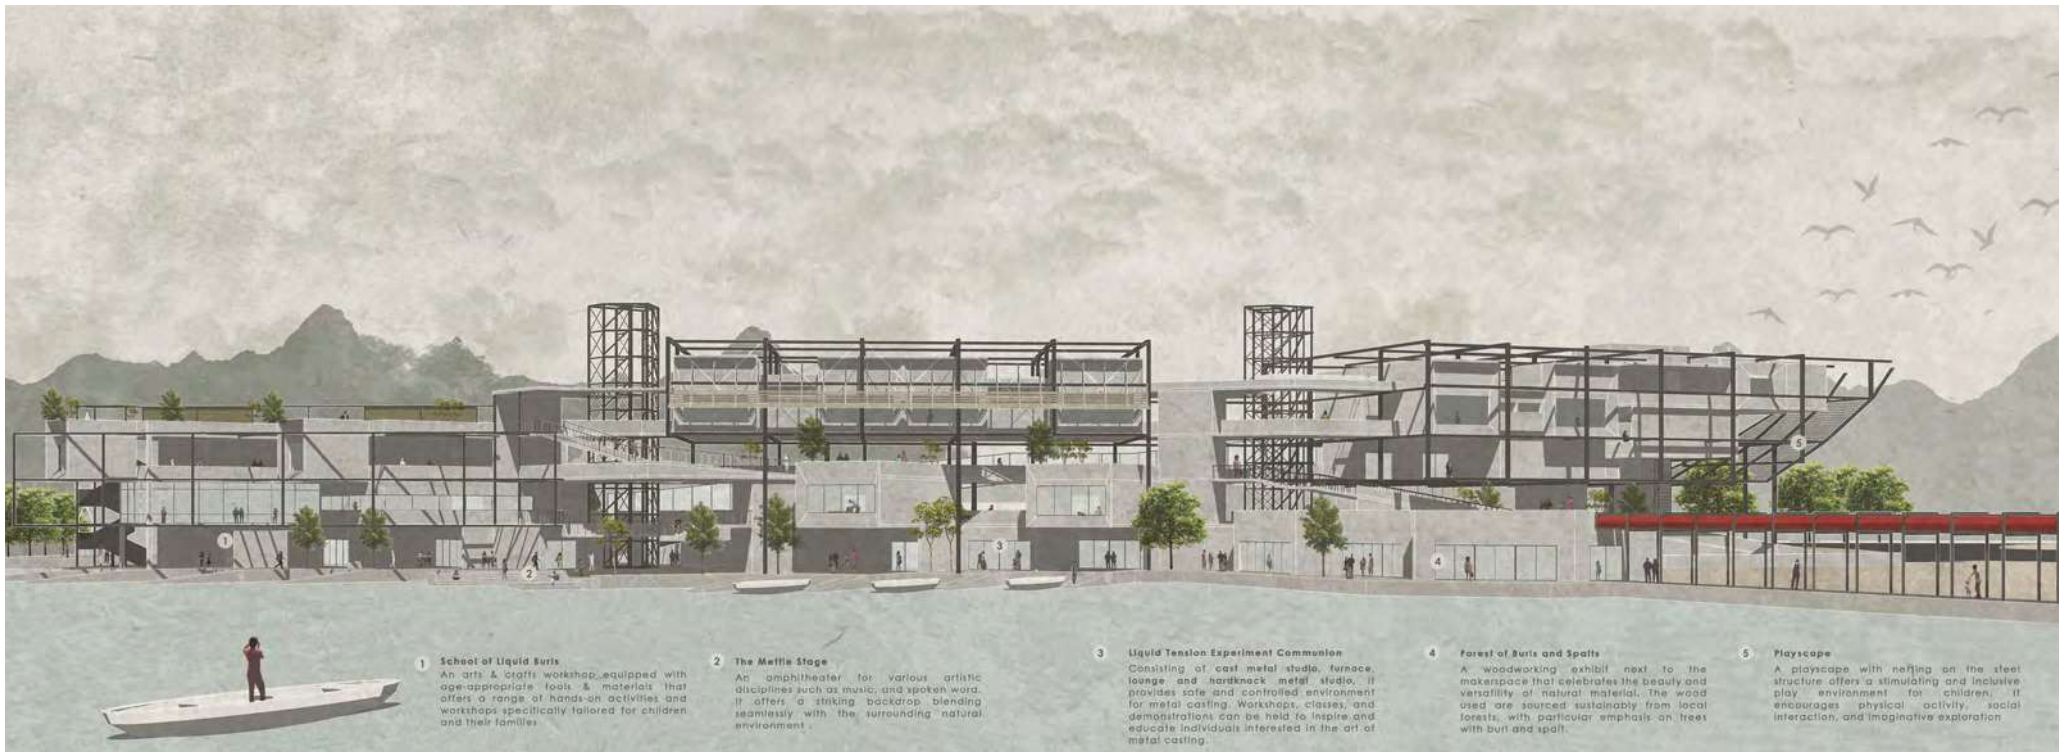 1
2
3
4
5
1 School of Liquid Burls
An arts & crafts workshop equipped with
age-appropriate tools & materials that
offers a range of hands-on activities and
workshops specifically tailored for children
and their families
2 The Mettle Stage
An amphitheater for various artistic
disciplines such as music, and spoken word.
It offers a striking backdrop blending
seamlessly with the surrounding natural
environment .
3 Liquid Tension Experiment Communion
Consisting of cast metal studio, furnace,
lounge and hardknock metal studio, it
provides safe and controlled environment
for metal casting. Workshops, classes, and
demonstrations can be held to inspire and
educate individuals interested in the art of
metal casting.
4 Forest of Burls and Spalts
A woodworking exhibit next to the
makerspace that celebrates the beauty and
versatility of natural material. The wood
used are sourced sustainably from local
forests, with particular emphasis on trees
with burl and spalt.
5 Playscape
A playscape with netting on the steel
structure offers a stimulating and inclusive
play environment for children. It
encourages physical activity, social
interaction, and imaginative exploration